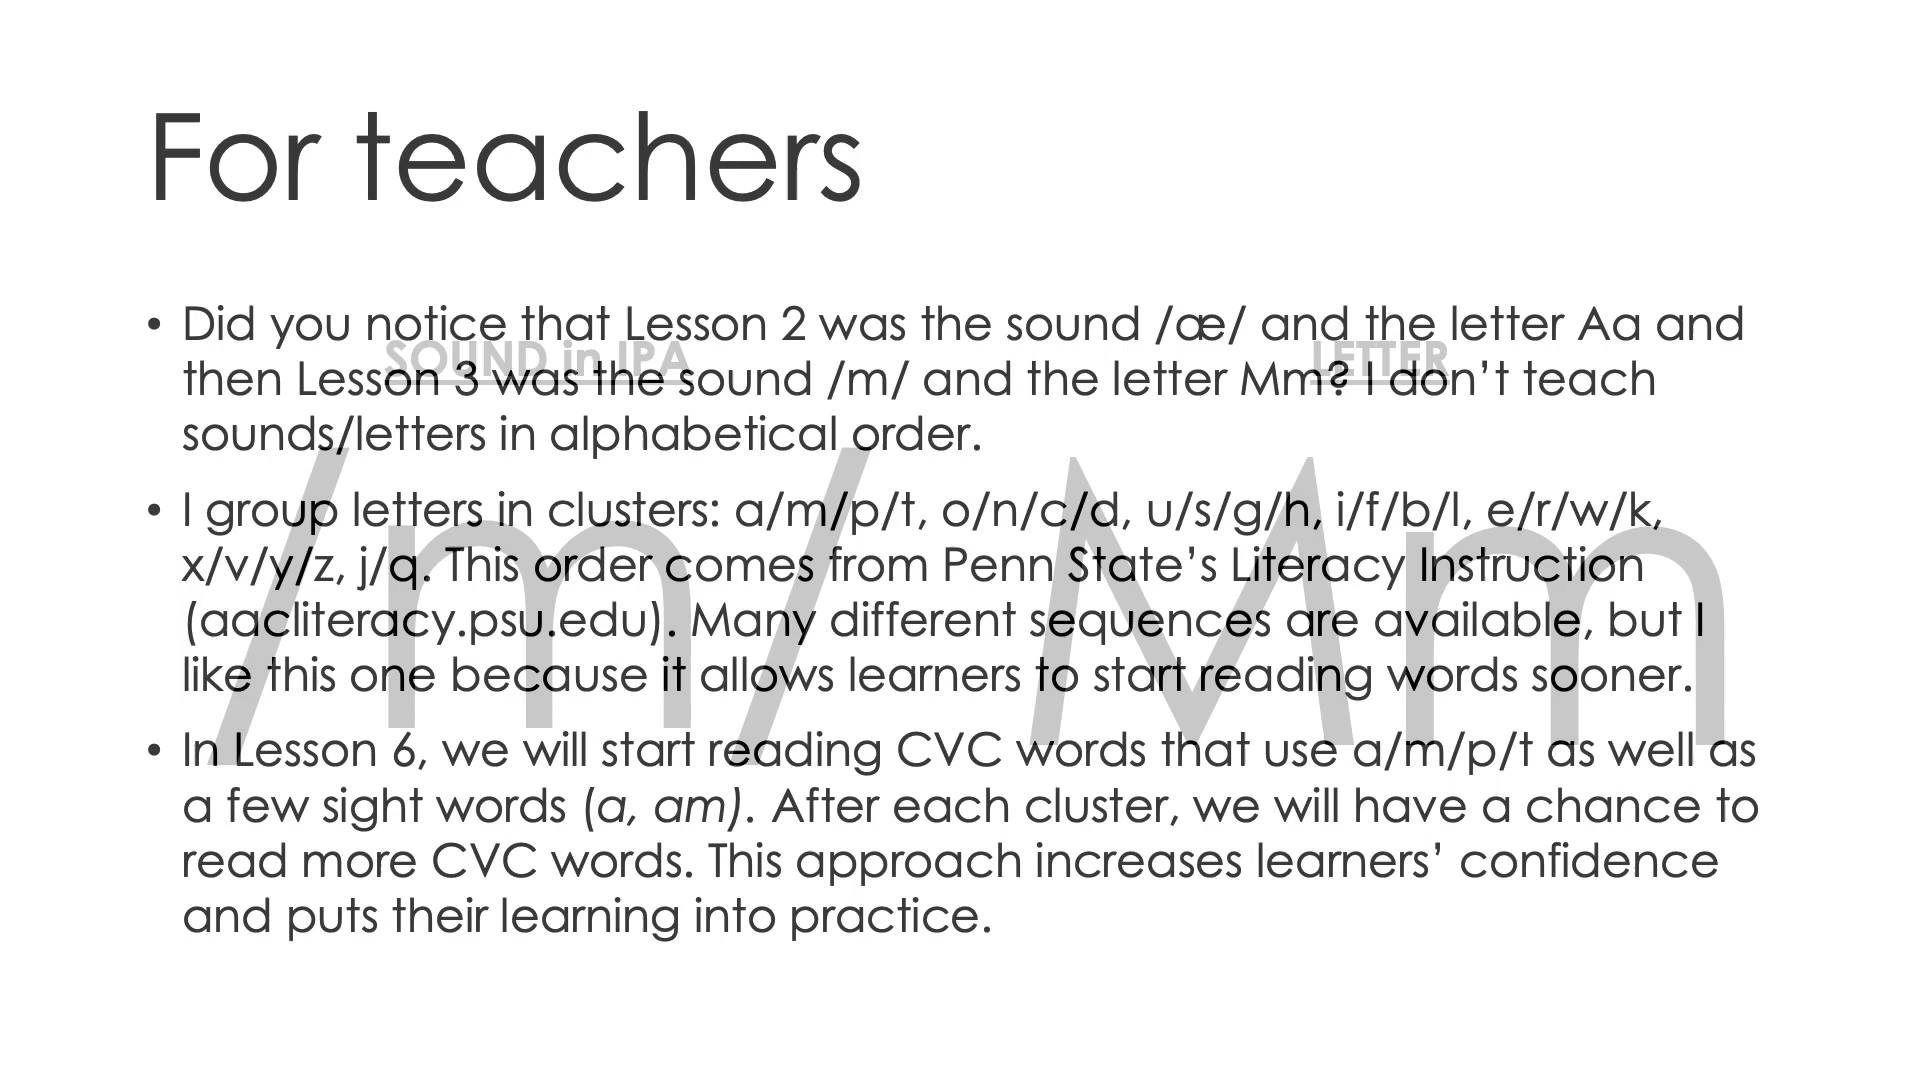 For teachers
• Did you notice that Lesson 2 was the sound /æ/ and the letter Aa and
SOUND in IPA LETTER
then Lesson 3 was the sound /m/ and the letter Mm? I don’t teach
sounds/letters in alphabetical order.
• I group letters in clusters: a/m/p/t, o/n/c/d, u/s/g/h, i/f/b/l, e/r/w/k,
x/v/y/z, j/q. This order comes from Penn State’s Literacy Instruction
/m/ Mm
(aacliteracy.psu.edu). Many different sequences are available, but I
like this one because it allows learners to start reading words sooner.
• In Lesson 6, we will start reading CVC words that use a/m/p/t as well as
a few sight words (a, am). After each cluster, we will have a chance to
read more CVC words. This approach increases learners’ confidence
and puts their learning into practice.